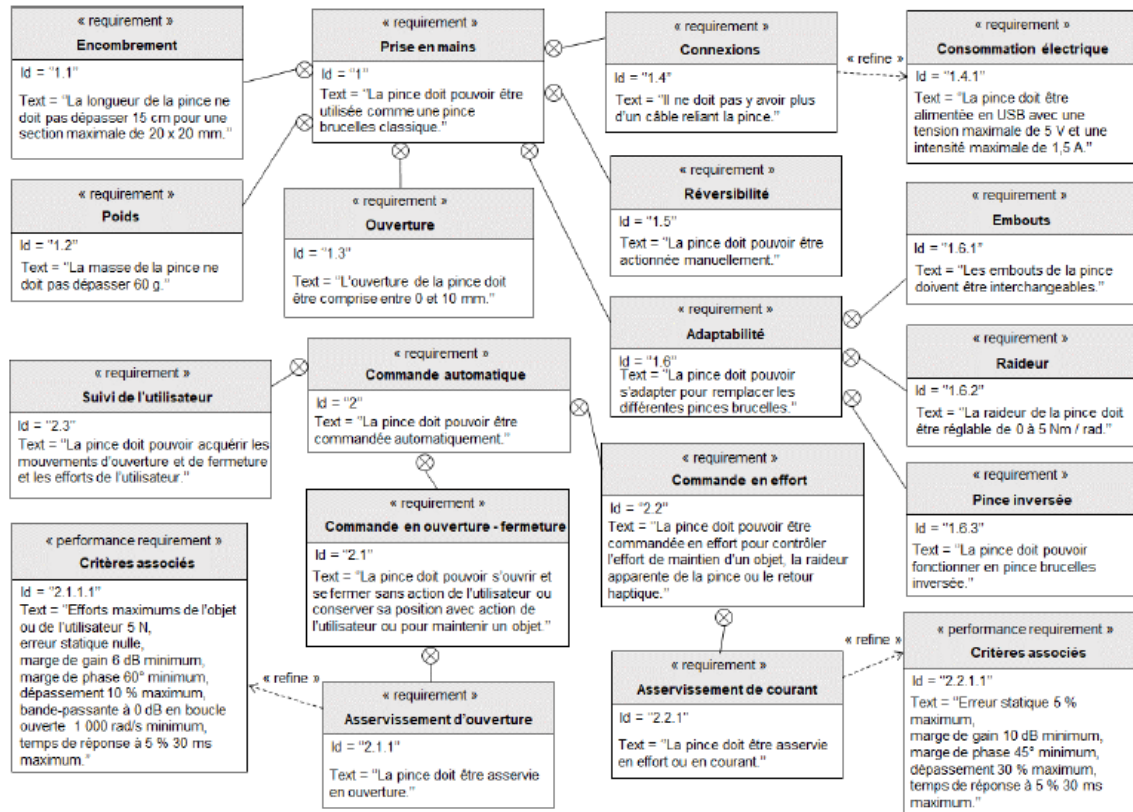 « requirement »
Encombrement
Id = "1.1"
Text = "La longueur de la pince ne
doit pas dépasser 15 cm pour une
section maximale de 20 x 20 mm."
« requirement »
Prise en mains
Id = "1"
Text = "La pince doit pouvoir être
utilisée comme une pince
brucelles classique."
« requirement »
Connexions
Id = "1.4"
Text = "Il ne doit pas y avoir plus
d'un câble reliant la pince."
« refine »
« requirement »
Consommation électrique
Id = "1.4.1"
Text = "La pince doit être
alimentée en USB avec une
tension maximale de 5 V et une
intensité maximale de 1,5 A."
« requirement »
Poids
Id = "1.2"
Text = "La masse de la pince ne
doit pas dépasser 60 g."
« requirement »
Ouverture
Id = "1.3"
Text = "L'ouverture de la pince doit
être comprise entre 0 et 10 mm."
« requirement »
Réversibilité
Id = "1.5"
Text = "La pince doit pouvoir être
actionnée manuellement."
« requirement »
Embouts
Id = "1.6.1"
Text = "Les embouts de la pince
doivent être interchangeables."
« requirement »
Adaptabilité
Id = "1.6"
Text = "La pince doit pouvoir
s'adapter pour remplacer les
différentes pinces brucelles."
« requirement »
Raideur
Id = "1.6.2"
Text = "La raideur de la pince doit
être réglable de 0 à 5 Nm / rad."
« requirement »
Suivi de l'utilisateur
Id = "2.3"
Text = "La pince doit pouvoir acquérir les
mouvements d'ouverture et de fermeture
et les efforts de l'utilisateur."
« requirement »
Commande automatique
Id = "2"
Text = "La pince doit pouvoir être
commandée automatiquement."
« requirement »
Commande en effort
Id = "2.2"
Text = "La pince doit pouvoir être
commandée en effort pour contrôler
l'effort de maintien d'un objet, la raideur
apparente de la pince ou le retour
haptique."
« requirement »
Pince inversée
Id = "1.6.3"
Text = "La pince doit pouvoir
fonctionner en pince brucelles
inversée."
« performance requirement »
Critères associés
Id = "2.1.1.1"
Text = "Efforts maximums de l'objet
ou de l'utilisateur 5 N,
erreur statique nulle,
marge de gain 6 dB minimum,
marge de phase 60° minimum,
dépassement 10 % maximum,
bande-passante à 0 dB en boucle
ouverte 1 000 rad/s minimum,
temps de réponse à 5 % 30 ms
maximum."
« requirement »
Commande en ouverture - fermeture
Id = "2.1"
Text = "La pince doit pouvoir s'ouvrir et
se fermer sans action de l'utilisateur ou
conserver sa position avec action de
l'utilisateur ou pour maintenir un objet."
« refine »
« requirement »
Asservissement d'ouverture
Id = "2.1.1"
Text = "La pince doit être asservie
en ouverture."
« requirement »
Asservissement de courant
Id = "2.2.1"
Text = "La pince doit être asservie
en effort ou en courant."
« refine »
« performance requirement »
Critères associés
Id = "2.2.1.1"
Text = "Erreur statique 5 %
maximum,
marge de gain 10 dB minimum,
marge de phase 45° minimum,
dépassement 30 % maximum,
temps de réponse à 5 % 30 ms
maximum."